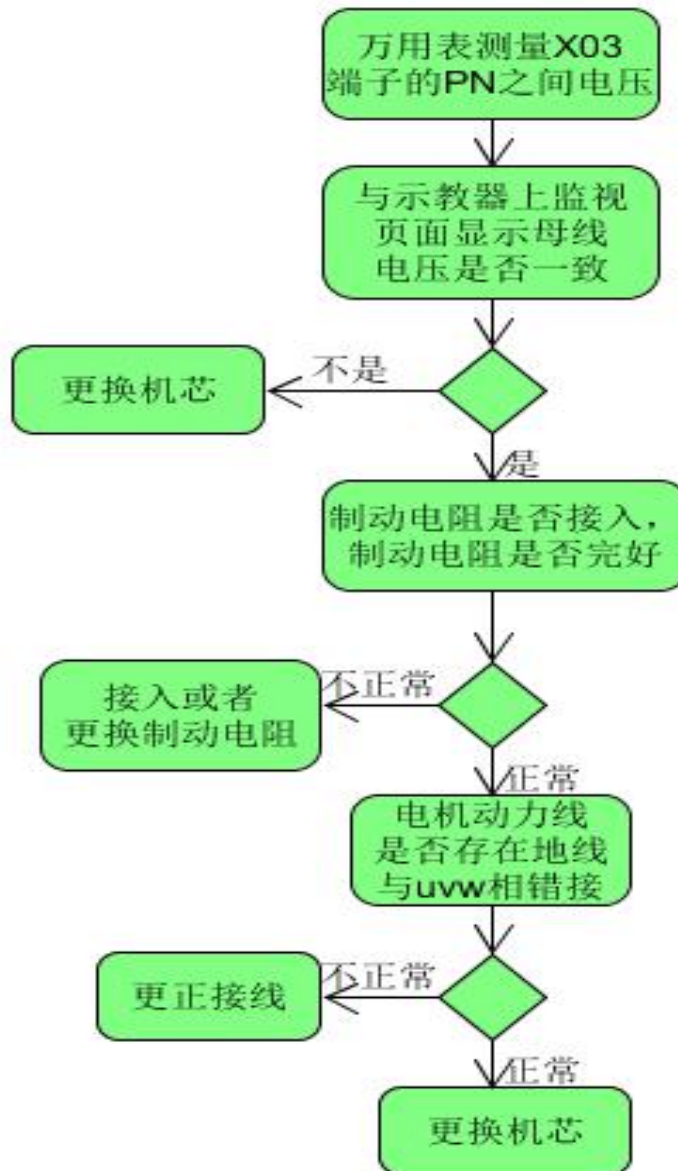 万用表测量X03
端子的PN之间电压
与示教器上监视
页面显示母线
电压是否一致
不是
更换机芯
是
制动电阻是否接入，
制动电阻是否完好
不正常
接入或者
更换制动电阻
正常
电机动力线
是否存在地线
与uvw相错接
不正常
更正接线
正常
更换机芯